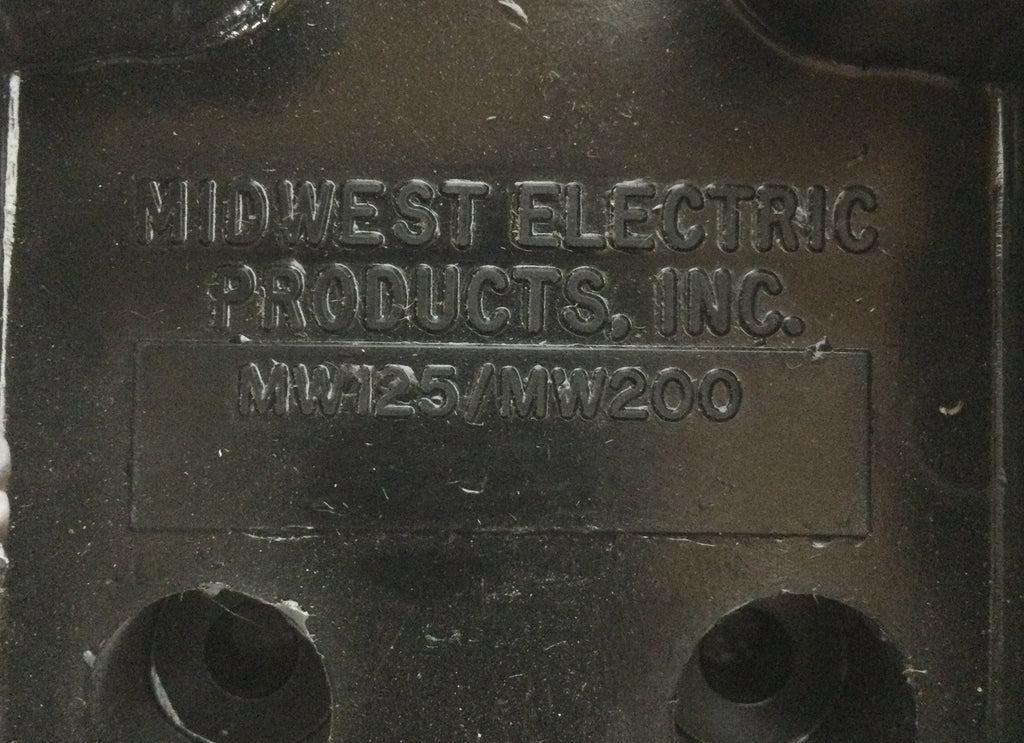 MIDWEST ELECTRIC
PRODUCTS, INC.
MW125/MW200